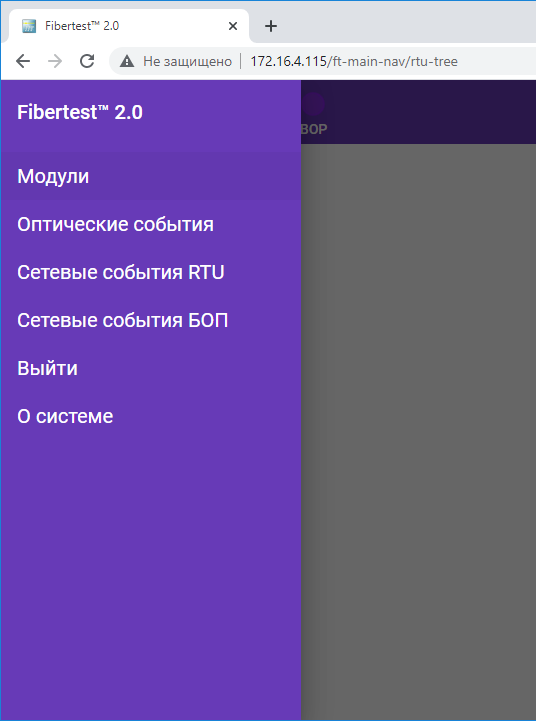 Fibertest™ 2.0
Не защищено
172.16.4.115/ft-main-nav/rtu-tree
Fibertest™ 2.0
ВОР
Модули
Оптические события
Сетевые события RTU
Сетевые события БОП
Выйти
О системе